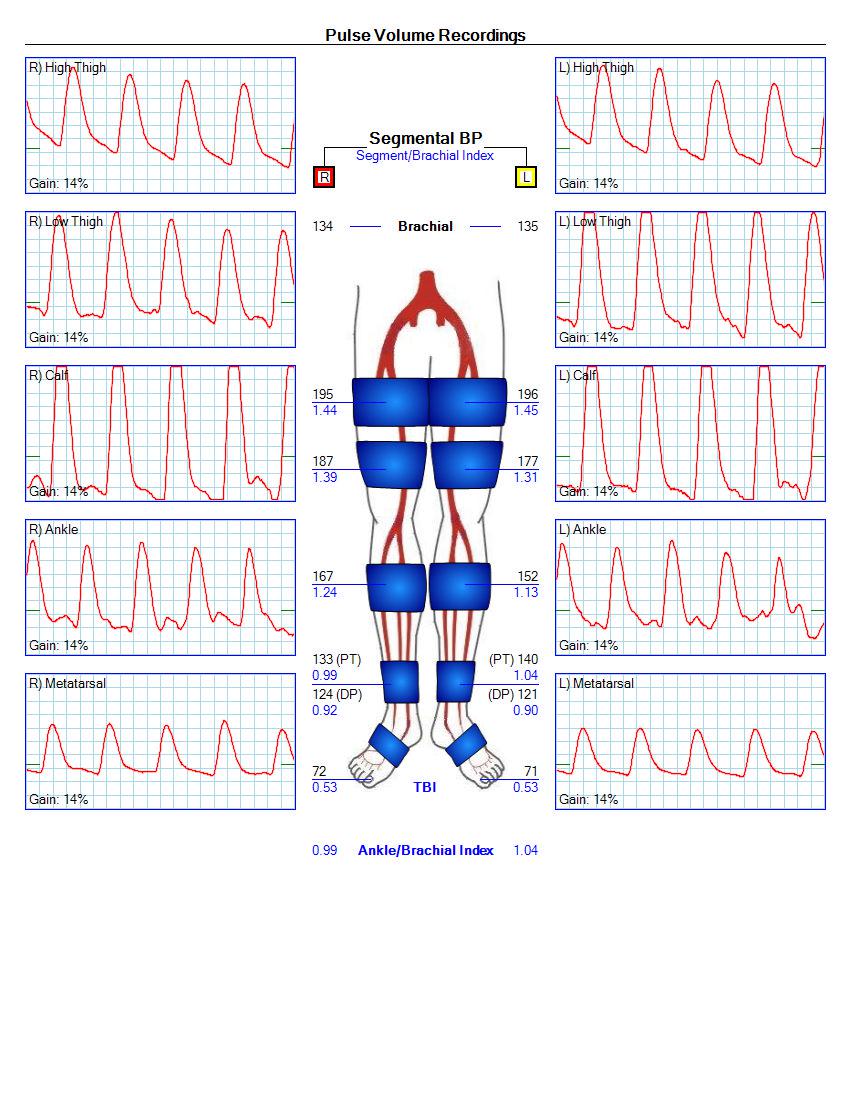 Pulse Volume Recordings
R) High Thigh
Gain: 14%
L) High Thigh
Gain: 14%
Segmental BP
Segment/Brachial Index
R
L
134 Brachial 135
R) Low Thigh
Gain: 14%
L) Low Thigh
Gain: 14%
R) Calf
Gain: 14%
L) Calf
Gain: 14%
195 196
1.44 1.45
187 177
1.39 1.31
R) Ankle
Gain: 14%
L) Ankle
Gain: 14%
167 152
1.24 1.13
133 (PT) (PT) 140
0.99 1.04
124 (DP) (DP) 121
0.92 0.90
R) Metatarsal
Gain: 14%
L) Metatarsal
Gain: 14%
72 71
0.53 TBI 0.53
0.99 Ankle/Brachial Index 1.04